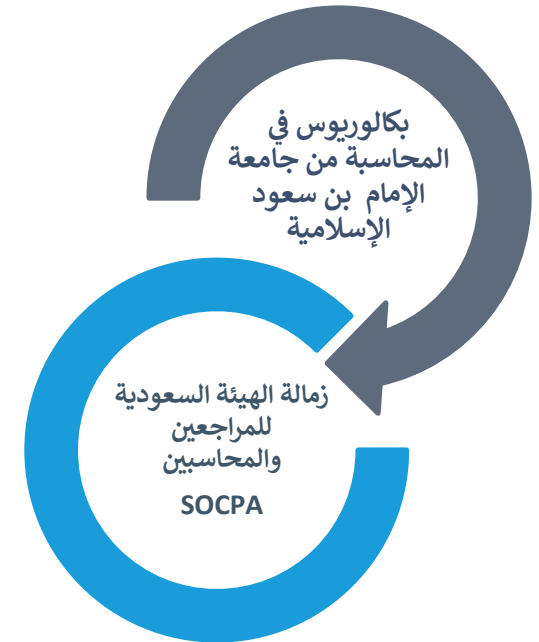 بكالوريوس في
المحاسبة من جامعة
الإمام بن سعود
الإسلامية
زمالة الهيئة السعودية
للمراجعين
والمحاسبين
SOCPA